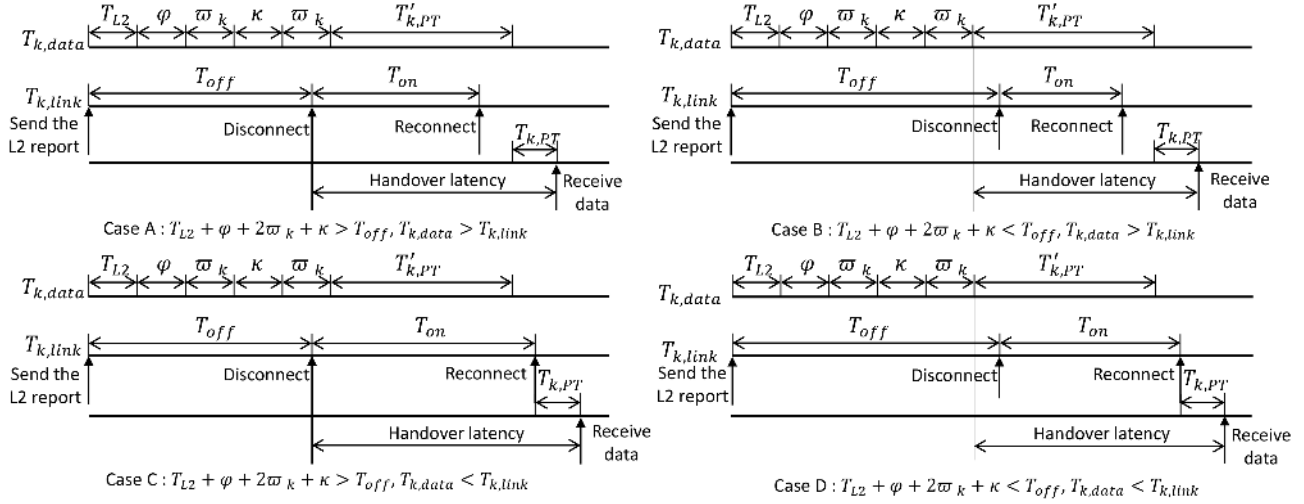 T_{L2} φ ϖ_k κ ϖ_k T'_{k,PT}
T_{k,data}
T_{off} T_{on}
T_{k,link}
Send the
L2 report
Disconnect
Reconnect
T_{k,PT}
Handover latency
Receive
data
Case A : T_{L2} + φ + 2ϖ_k + κ > T_{off}, T_{k,data} > T_{k,link}
T_{L2} φ ϖ_k κ ϖ_k T'_{k,PT}
T_{k,data}
T_{off} T_{on}
T_{k,link}
Send the
L2 report
Disconnect
Reconnect
T_{k,PT}
Handover latency
Receive
data
Case B : T_{L2} + φ + 2ϖ_k + κ < T_{off}, T_{k,data} > T_{k,link}
T_{L2} φ ϖ_k κ ϖ_k T'_{k,PT}
T_{k,data}
T_{off} T_{on}
T_{k,link}
Send the
L2 report
Disconnect
Reconnect
T_{k,PT}
Handover latency
Receive
data
Case C : T_{L2} + φ + 2ϖ_k + κ > T_{off}, T_{k,data} < T_{k,link}
T_{L2} φ ϖ_k κ ϖ_k T'_{k,PT}
T_{k,data}
T_{off} T_{on}
T_{k,link}
Send the
L2 report
Disconnect
Reconnect
T_{k,PT}
Handover latency
Receive
data
Case D : T_{L2} + φ + 2ϖ_k + κ < T_{off}, T_{k,data} < T_{k,link}